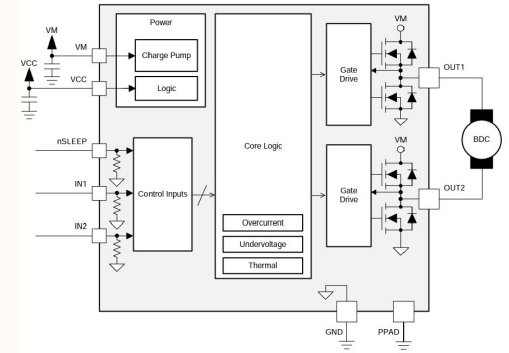 Power
VM
VM
Charge Pump
VCC
VCC
Logic
nSLEEP
IN1
IN2
Control Inputs
Core Logic
Overcurrent
Undervoltage
Thermal
VM
Gate
Drive
OUT1
BDC
VM
Gate
Drive
OUT2
GND
PPAD